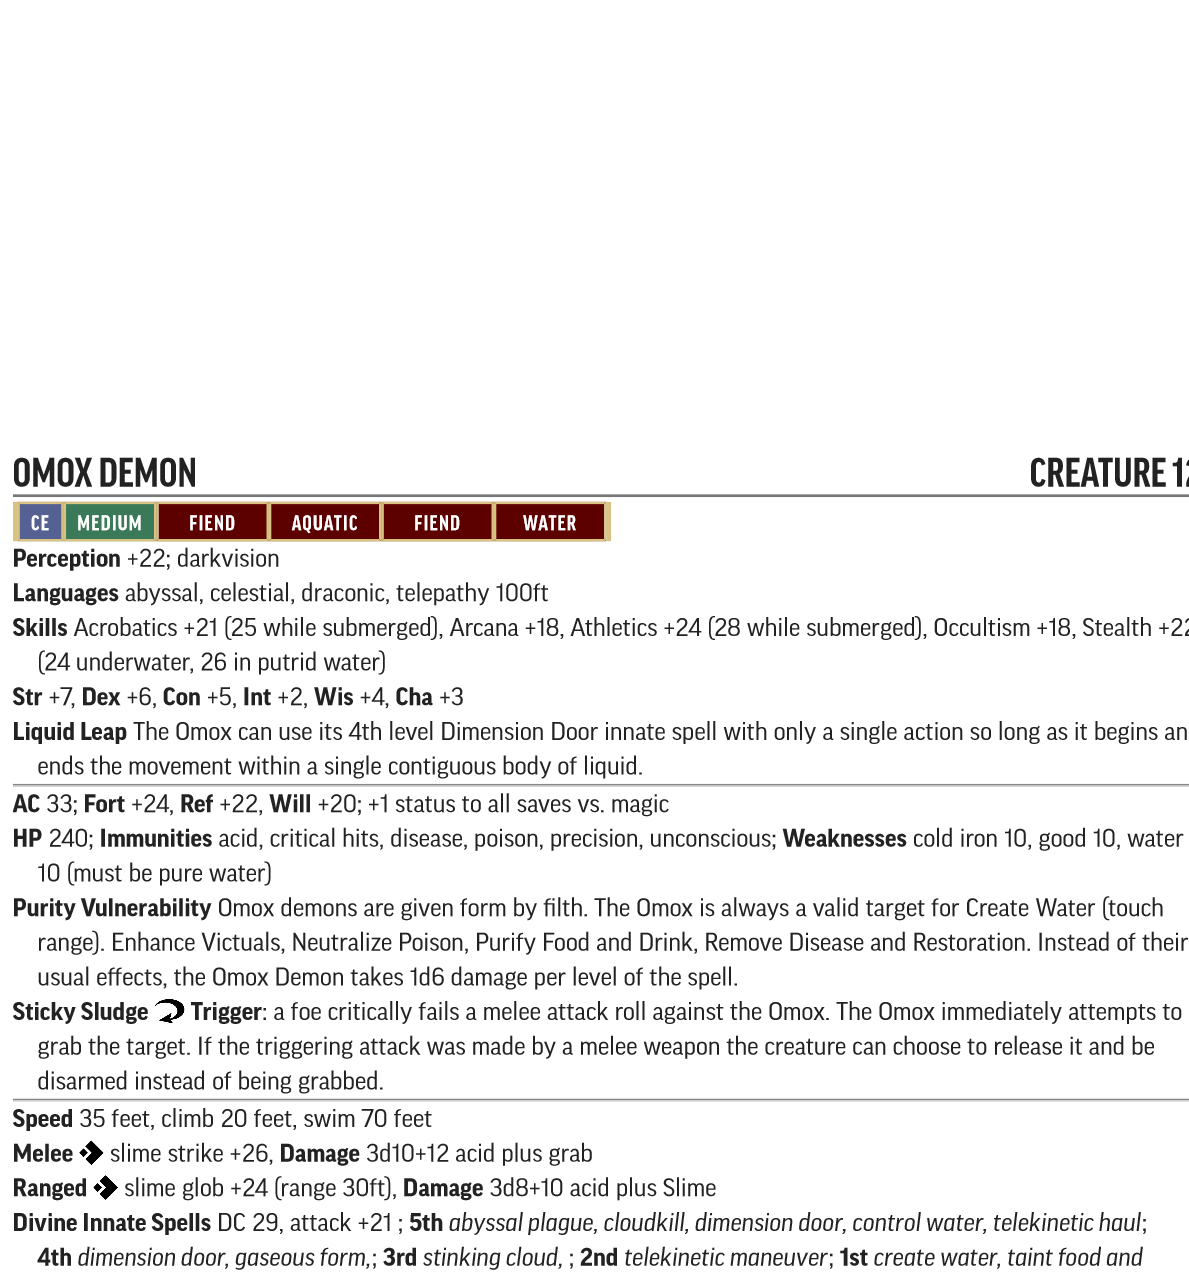 OMOX DEMON CREATURE 12
CE MEDIUM FIEND AQUATIC FIEND WATER
Perception +22; darkvision
Languages abyssal, celestial, draconic, telepathy 100ft
Skills Acrobatics +21 (25 while submerged), Arcana +18, Athletics +24 (28 while submerged), Occultism +18, Stealth +22
(24 underwater, 26 in putrid water)
Str +7, Dex +6, Con +5, Int +2, Wis +4, Cha +3
Liquid Leap The Omox can use its 4th level Dimension Door innate spell with only a single action so long as it begins an
ends the movement within a single contiguous body of liquid.
AC 33; Fort +24, Ref +22, Will +20; +1 status to all saves vs. magic
HP 240; Immunities acid, critical hits, disease, poison, precision, unconscious; Weaknesses cold iron 10, good 10, water
10 (must be pure water)
Purity Vulnerability Omox demons are given form by filth. The Omox is always a valid target for Create Water (touch
range). Enhance Victuals, Neutralize Poison, Purify Food and Drink, Remove Disease and Restoration. Instead of their
usual effects, the Omox Demon takes 1d6 damage per level of the spell.
Sticky Sludge Trigger: a foe critically fails a melee attack roll against the Omox. The Omox immediately attempts to
grab the target. If the triggering attack was made by a melee weapon the creature can choose to release it and be
disarmed instead of being grabbed.
Speed 35 feet, climb 20 feet, swim 70 feet
Melee slime strike +26, Damage 3d10+12 acid plus grab
Ranged slime glob +24 (range 30ft), Damage 3d8+10 acid plus Slime
Divine Innate Spells DC 29, attack +21 ; 5th abyssal plague, cloudkill, dimension door, control water, telekinetic haul;
4th dimension door, gaseous form,; 3rd stinking cloud, ; 2nd telekinetic maneuver; 1st create water, taint food and